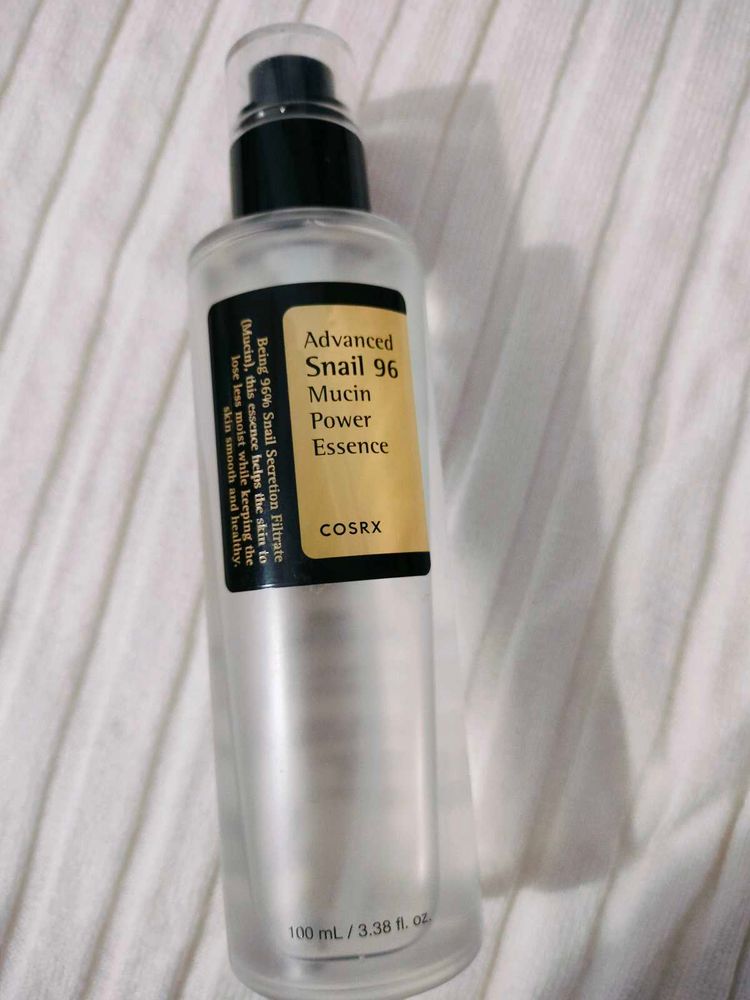 Advanced
Snail 96
Mucin
Power
Essence
COSRX
Being 96% Snail Secretion Filtrate
(Mucin), this essence helps the skin to
lose less moist while keeping the
skin smooth and healthy.
100 mL / 3.38 fl. oz.